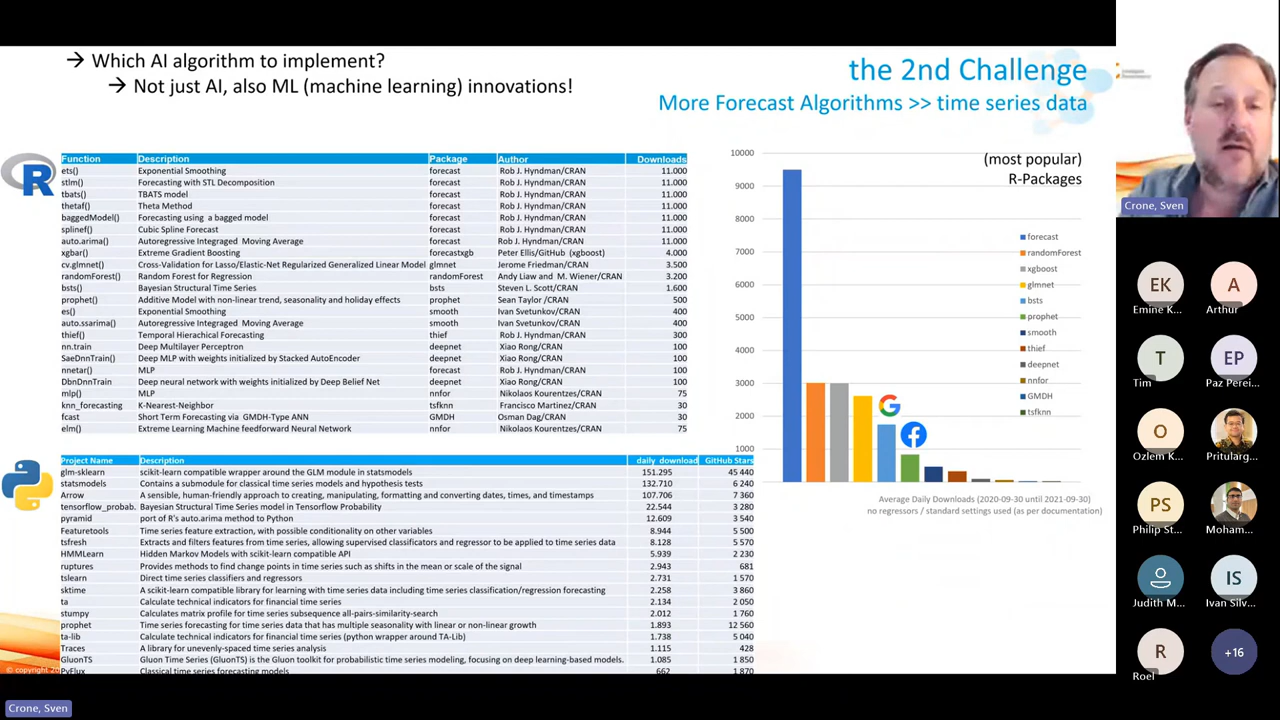 → Which AI algorithm to implement?
→ Not just AI, also ML (machine learning) innovations!
the 2nd Challenge
More Forecast Algorithms >> time series data
R
Function Description Package Author Downloads
ets() Exponential Smoothing forecast Rob J. Hyndman/CRAN 11.000
stlm() Forecasting with STL Decomposition forecast Rob J. Hyndman/CRAN 11.000
tbats() TBATS model forecast Rob J. Hyndman/CRAN 11.000
thetaf() Theta Method forecast Rob J. Hyndman/CRAN 11.000
baggedModel() Forecasting using a bagged model forecast Rob J. Hyndman/CRAN 11.000
splinef() Cubic Spline Forecast forecast Rob J. Hyndman/CRAN 11.000
auto.arima() Autoregressive Integrated Moving Average forecast Rob J. Hyndman/CRAN 11.000
xgbar() Extreme Gradient Boosting forecastxgb Peter Ellis/GitHub (xgboost) 4.000
cv.glmnet() Cross-Validation for Lasso/Elastic-Net Regularized Generalized Linear Model glmnet Jerome Friedman/CRAN 3.500
randomForest() Random Forest for Regression randomForest Andy Liaw and M. Wiener/CRAN 3.200
bsts() Bayesian Structural Time Series bsts Steven L. Scott/CRAN 1.600
prophet() Additive Model with non-linear trend, seasonality and holiday effects prophet Sean Taylor /CRAN 500
es() Exponential Smoothing smooth Ivan Svetunkov/CRAN 400
auto.ssarima() Autoregressive Integrated Moving Average smooth Ivan Svetunkov/CRAN 400
thief() Temporal Hierachical Forecasting thief Rob J. Hyndman/CRAN 300
nn.train Deep Multilayer Perceptron deepnet Xiao Rong/CRAN 100
SaeDnnTrain() Deep MLP with weights initialized by Stacked AutoEncoder deepnet Xiao Rong/CRAN 100
nnetar() MLP forecast Rob J. Hyndman/CRAN 100
DbnDnnTrain Deep neural network with weights initialized by Deep Belief Net deepnet Xiao Rong/CRAN 100
mlp() MLP nnfor Nikolaos Kourentzes/CRAN 75
knn_forecasting K-Nearest-Neighbor tsfknn Francisco Martinez/CRAN 30
fcast Short Term Forecasting via GMDH-Type ANN GMDH Osman Dag/CRAN 30
elm() Extreme Learning Machine feedforward Neural Network nnfor Nikolaos Kourentzes/CRAN 75
Project Name Description daily_download GitHub Stars
glm-sklearn scikit-learn compatible wrapper around the GLM module in statsmodels 151.295 45 440
statsmodels Contains a submodule for classical time series models and hypothesis tests 132.710 6 240
Arrow A sensible, human-friendly approach to creating, manipulating, formatting and converting dates, times, and timestamps 107.706 7 360
tensorflow_probab. Bayesian Structural Time Series model in Tensorflow Probability 22.544 3 280
pyramid port of R's auto.arima method to Python 12.609 3 540
Featuretools Time series feature extraction, with possible conditionality on other variables 8.944 5 500
tsfresh Extracts and filters features from time series, allowing supervised classificators and regressor to be applied to time series data 8.128 5 570
HMMLearn Hidden Markov Models with scikit-learn compatible API 5.939 2 230
ruptures Provides methods to find change points in time series such as shifts in the mean or scale of the signal 2.943 681
tslearn Direct time series classifiers and regressors 2.731 1 570
sktime A scikit-learn compatible library for learning with time series data including time series classification/regression forecasting 2.258 3 860
ta Calculate technical indicators for financial time series 2.134 2 050
stumpy Calculates matrix profile for time series subsequence all-pairs-similarity-search 2.012 1 760
prophet Time series forecasting for time series data that has multiple seasonality with linear or non-linear growth 1.893 12 560
ta-lib Calculate technical indicators for financial time series (python wrapper around TA-Lib) 1.738 5 040
Traces A library for unevenly-spaced time series analysis 1.115 428
GluonTS Gluon Time Series (GluonTS) is the Gluon toolkit for probabilistic time series modeling, focusing on deep learning-based models. 1.085 1 850
PyFlux Classical time series forecasting models 662 1 870
© copyright
(most popular)
R-Packages
10000
9000
8000
7000
6000
5000
4000
3000
2000
1000
forecast
randomForest
xgboost
glmnet
bsts
prophet
smooth
thief
deepnet
nnfor
GMDH
tsfknn
Average Daily Downloads (2020-09-30 until 2021-09-30)
no regressors / standard settings used (as per documentation)
Crone, Sven
EK
Emine K...
A
Arthur
T
Tim
EP
Paz Perei...
O
Ozlem K...
Pritularg...
PS
Philip St...
Moham...
Judith M...
IS
Ivan Silv...
R
Roel
+16
Crone, Sven